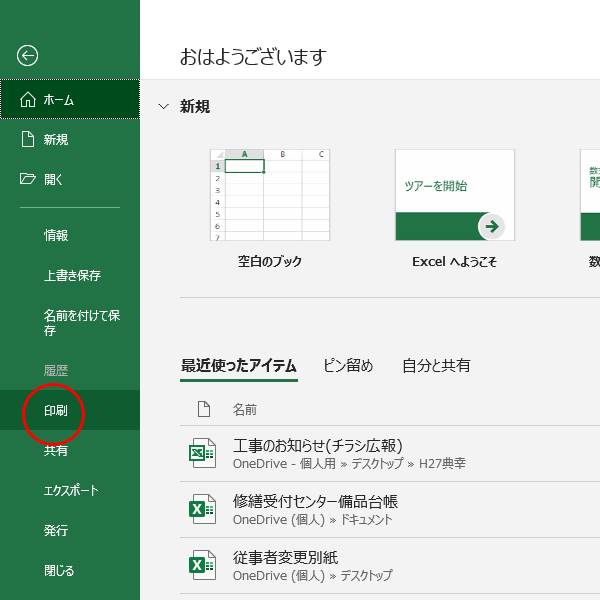 おはようございます
ホーム
新規
開く
情報
上書き保存
名前を付けて保
存
履歴
印刷
共有
エクスポート
発行
閉じる
新規
A B C
1
2
3
4
5
6
7
空白のブック
ツアーを開始
Excel へようこそ
数
最近使ったアイテム ピン留め 自分と共有
名前
工事のお知らせ(チラシ広報)
OneDrive - 個人用 » デスクトップ » H27典幸
修繕受付センター備品台帳
OneDrive (個人) » ドキュメント
従事者変更別紙
OneDrive (個人) » デスクトップ